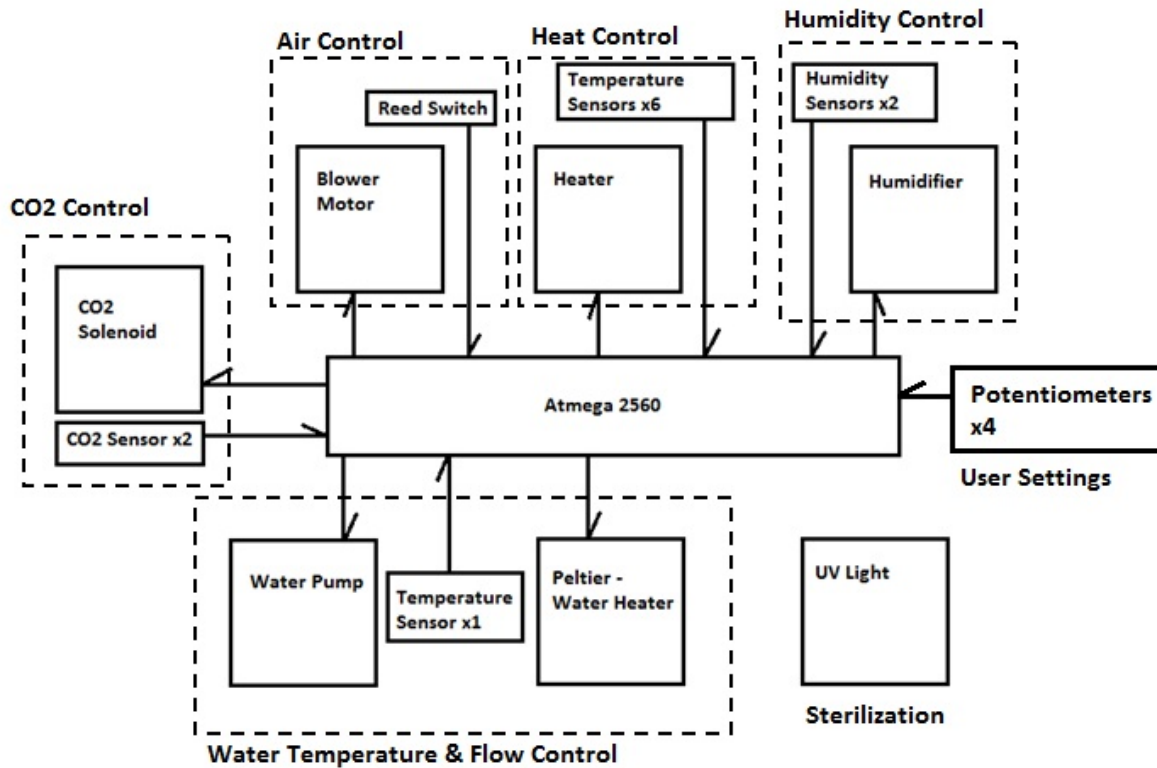 Air Control
Heat Control
Humidity Control
Reed Switch
Temperature
Sensors x6
Humidity
Sensors x2
Blower
Motor
Heater
Humidifier
CO2 Control
CO2
Solenoid
CO2 Sensor x2
Atmega 2560
Potentiometers
x4
User Settings
Water Pump
Temperature
Sensor x1
Peltier -
Water Heater
UV Light
Sterilization
Water Temperature & Flow Control